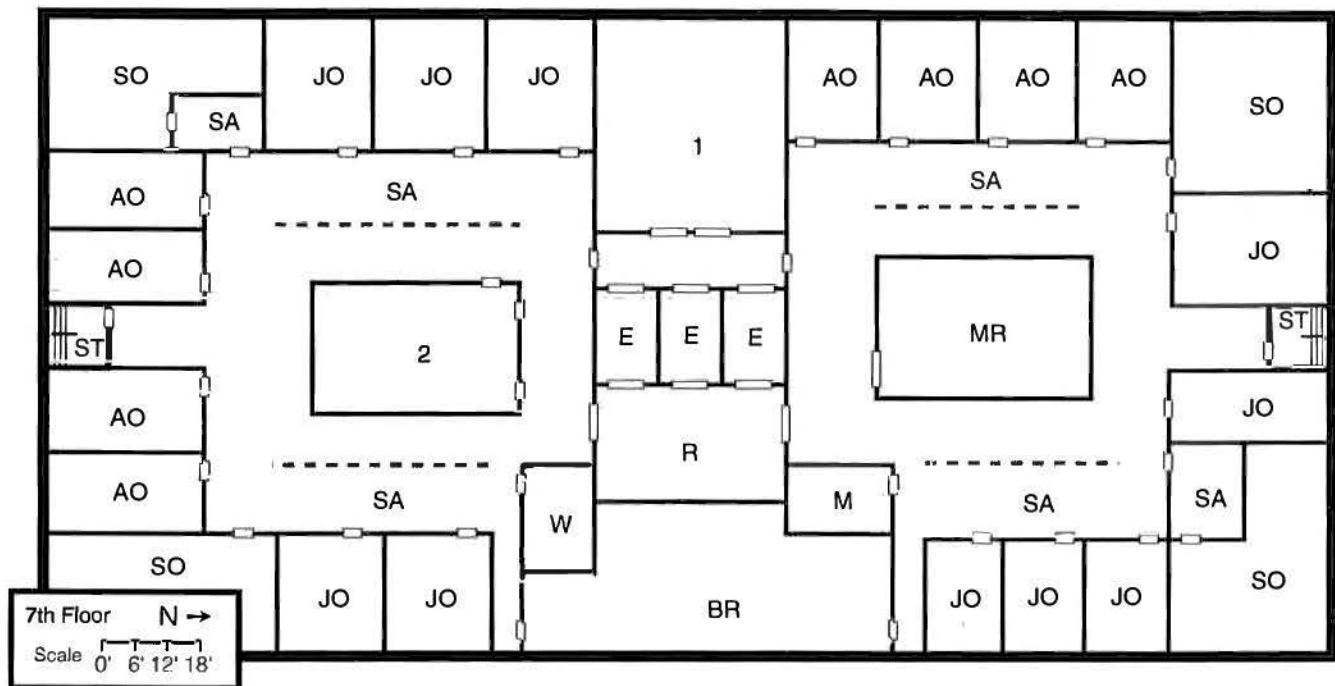 SO JO JO JO AO AO AO AO SO
SA
1
AO SA SA
AO JO
ST 2 E E E MR ST
AO JO
R
AO SA W M SA SA
SO JO JO BR JO JO JO SO
7th Floor N →
Scale 0' 6' 12' 18'